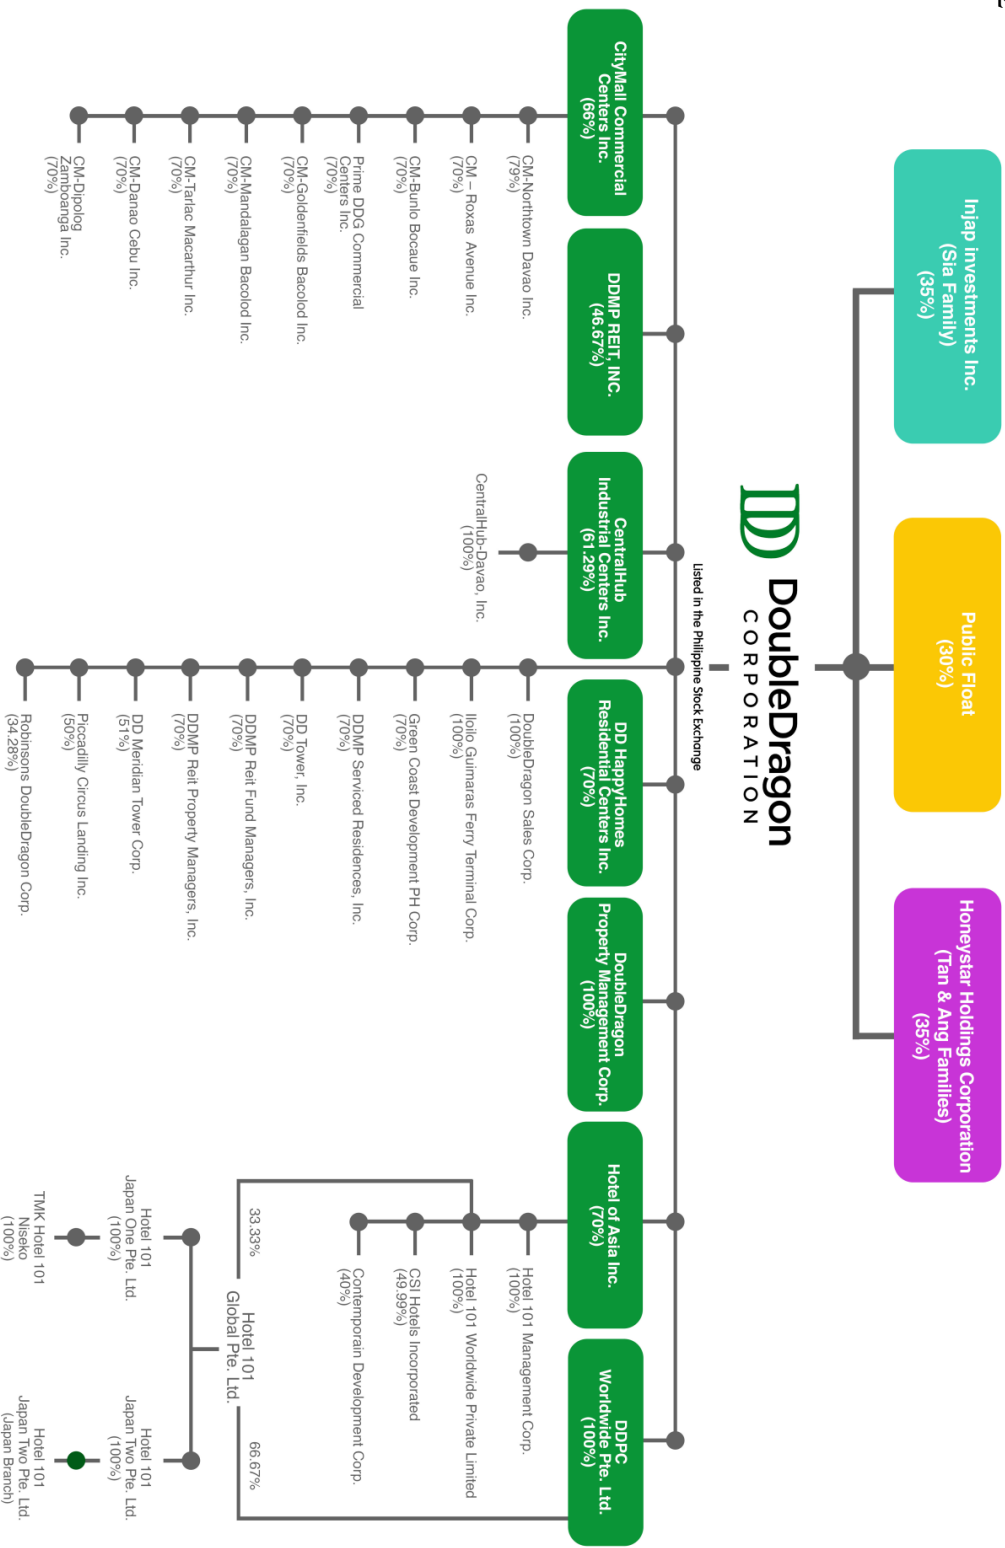 Injap investments Inc.
(Sia Family)
(35%)
Public Float
(30%)
Honeystar Holdings Corporation
(Tan & Ang Families)
(35%)
DD DoubleDragon
CORPORATION
Listed in the Philippine Stock Exchange
CityMall Commercial
Centers Inc.
(66%)
DDMP REIT, INC.
(46.67%)
CentralHub
Industrial Centers Inc.
(61.29%)
DD HappyHomes
Residential Centers Inc.
(70%)
DoubleDragon
Property Management Corp.
(100%)
Hotel of Asia Inc.
(70%)
DDPC
Worldwide Pte. Ltd.
(100%)
CM-Northtown Davao Inc.
(79%)
CM – Roxas Avenue Inc.
(70%)
CM-Bunlo Bocaue Inc.
(70%)
Prime DDG Commercial
Centers Inc.
(70%)
CM-Goldenfields Bacolod Inc.
(70%)
CM-Mandalagan Bacolod Inc.
(70%)
CM-Tarlac Macarthur Inc.
(70%)
CM-Danao Cebu Inc.
(70%)
CM-Dipolog
Zamboanga Inc.
(70%)
CentralHub-Davao, Inc.
(100%)
DoubleDragon Sales Corp.
(100%)
Iloilo Guimaras Ferry Terminal Corp.
(100%)
Green Coast Development PH Corp.
(70%)
DDMP Serviced Residences, Inc.
(70%)
DD Tower, Inc.
(70%)
DDMP Reit Fund Managers, Inc.
(70%)
DDMP Reit Property Managers, Inc.
(70%)
DD Meridian Tower Corp.
(51%)
Piccadilly Circus Landing Inc.
(50%)
Robinsons DoubleDragon Corp.
(34.28%)
Hotel 101 Management Corp.
(100%)
Hotel 101 Worldwide Private Limited
(100%)
CSI Hotels Incorporated
(49.99%)
Contemporain Development Corp.
(40%)
33.33%
Hotel 101
Global Pte. Ltd.
66.67%
Hotel 101
Japan One Pte. Ltd.
(100%)
Hotel 101
Japan Two Pte. Ltd.
(100%)
TMK Hotel 101
Niseko
(100%)
Hotel 101
Japan Two Pte. Ltd.
(Japan Branch)